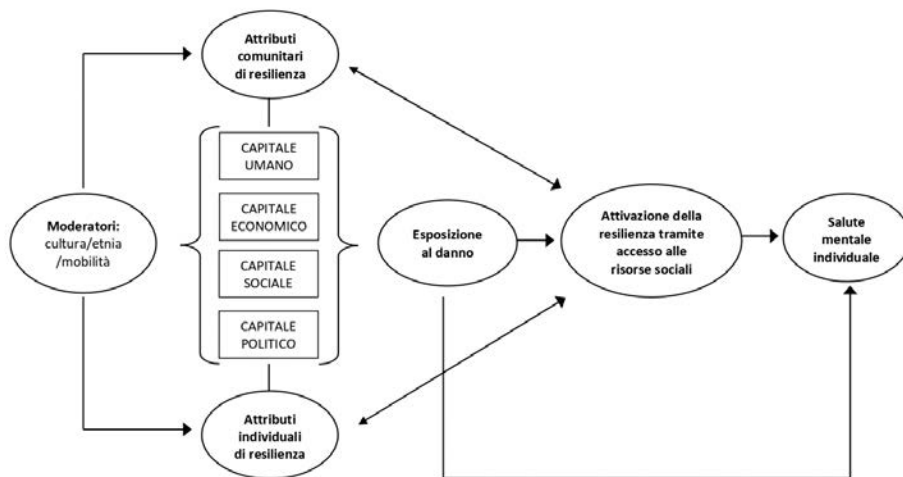 Attributi
comunitari
di resilienza
CAPITALE
UMANO
CAPITALE
ECONOMICO
CAPITALE
SOCIALE
CAPITALE
POLITICO
Attributi
individuali
di resilienza
Moderatori:
cultura/etnia
/mobilità
Esposizione
al danno
Attivazione della
resilienza tramite
accesso alle
risorse sociali
Salute
mentale
individuale